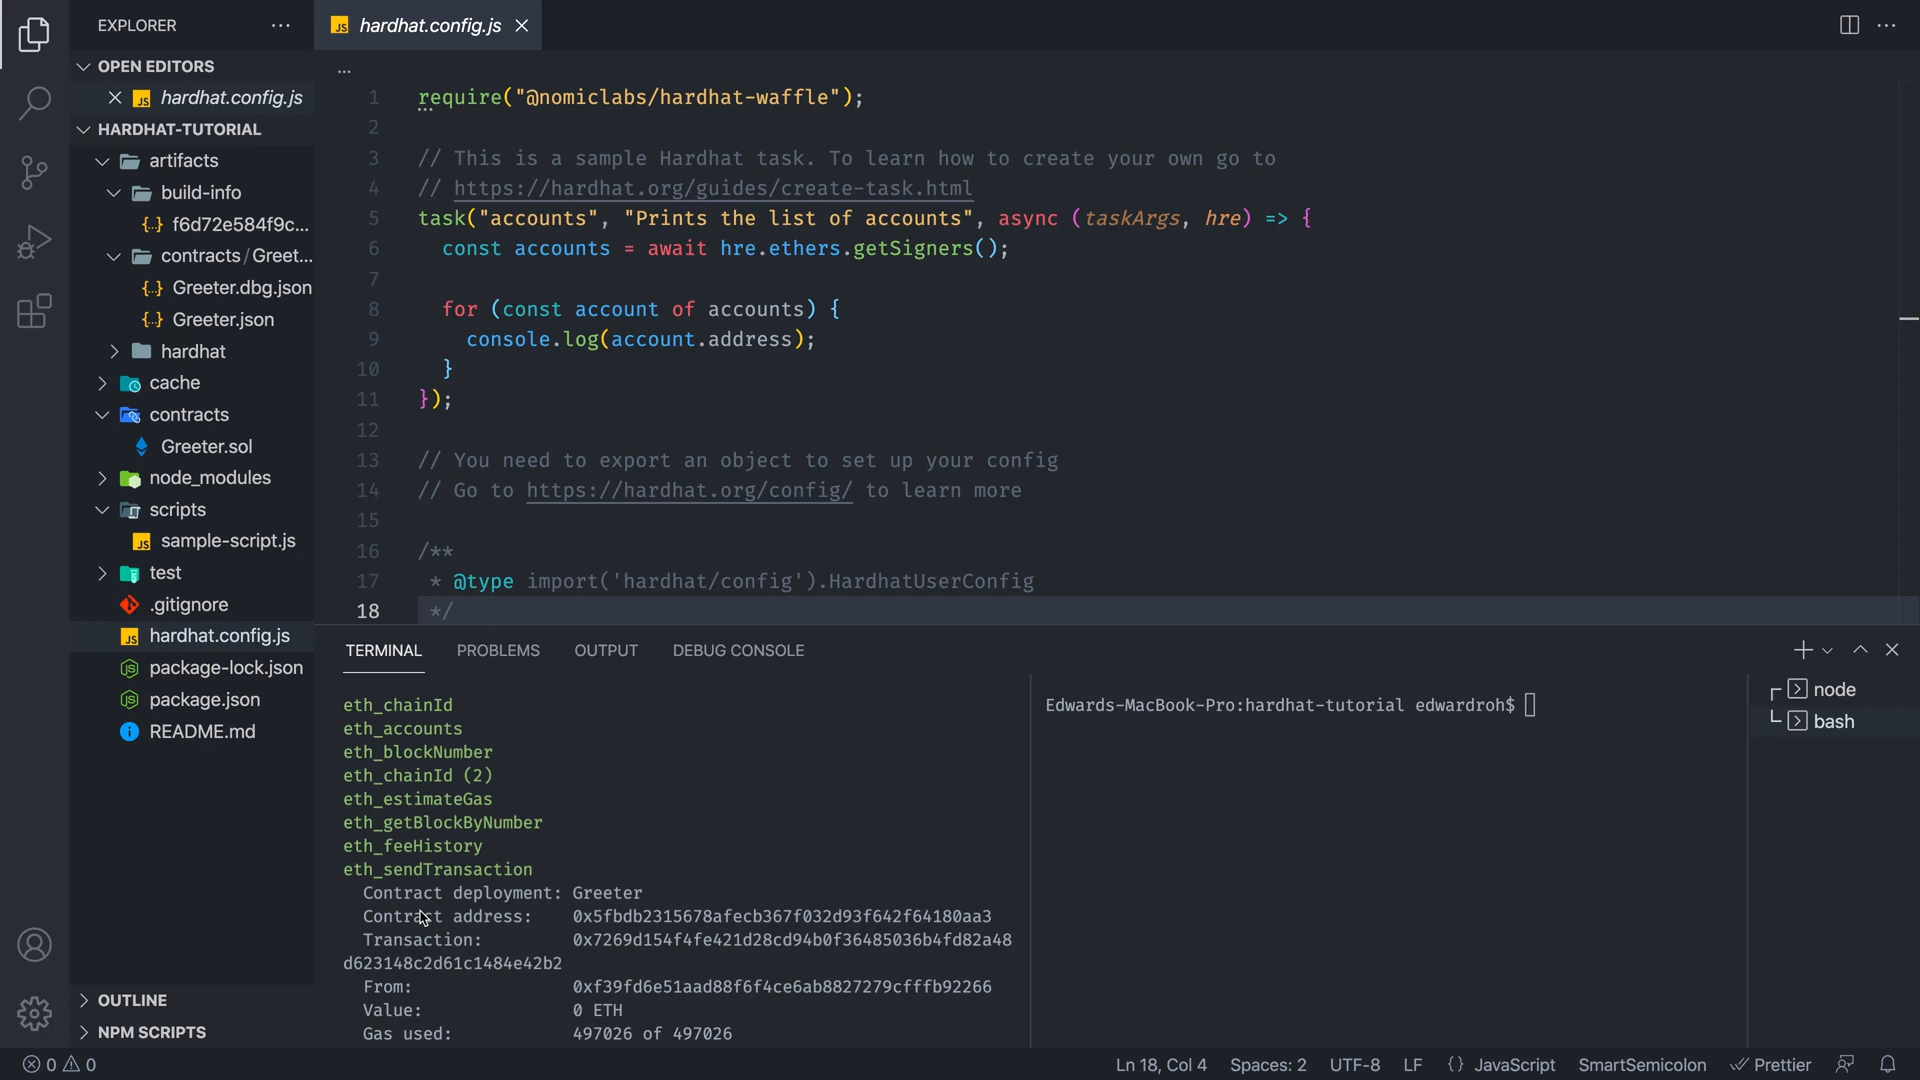 EXPLORER
OPEN EDITORS
JS hardhat.config.js
HARDHAT-TUTORIAL
artifacts
build-info
{..} f6d72e584f9c...
contracts/Greet...
{..} Greeter.dbg.json
{..} Greeter.json
hardhat
cache
contracts
Greeter.sol
node_modules
scripts
JS sample-script.js
test
.gitignore
JS hardhat.config.js
package-lock.json
package.json
README.md
OUTLINE
NPM SCRIPTS
JS hardhat.config.js
...
1 require("@nomiclabs/hardhat-waffle");
2
3 // This is a sample Hardhat task. To learn how to create your own go to
4 // https://hardhat.org/guides/create-task.html
5 task("accounts", "Prints the list of accounts", async (taskArgs, hre) => {
6 const accounts = await hre.ethers.getSigners();
7
8 for (const account of accounts) {
9 console.log(account.address);
10 }
11 });
12
13 // You need to export an object to set up your config
14 // Go to https://hardhat.org/config/ to learn more
15
16 /**
17 * @type import('hardhat/config').HardhatUserConfig
18 */
TERMINAL PROBLEMS OUTPUT DEBUG CONSOLE
eth_chainId
eth_accounts
eth_blockNumber
eth_chainId (2)
eth_estimateGas
eth_getBlockByNumber
eth_feeHistory
eth_sendTransaction
Contract deployment: Greeter
Contract address: 0x5fbdb2315678afecb367f032d93f642f64180aa3
Transaction: 0x7269d154f4fe421d28cd94b0f36485036b4fd82a48
d623148c2d61c1484e42b2
From: 0xf39fd6e51aad88f6f4ce6ab8827279cfffb92266
Value: 0 ETH
Gas used: 497026 of 497026
Edwards-MacBook-Pro:hardhat-tutorial edwardroh$
node
bash
0 0
Ln 18, Col 4 Spaces: 2 UTF-8 LF {} JavaScript SmartSemicolon Prettier